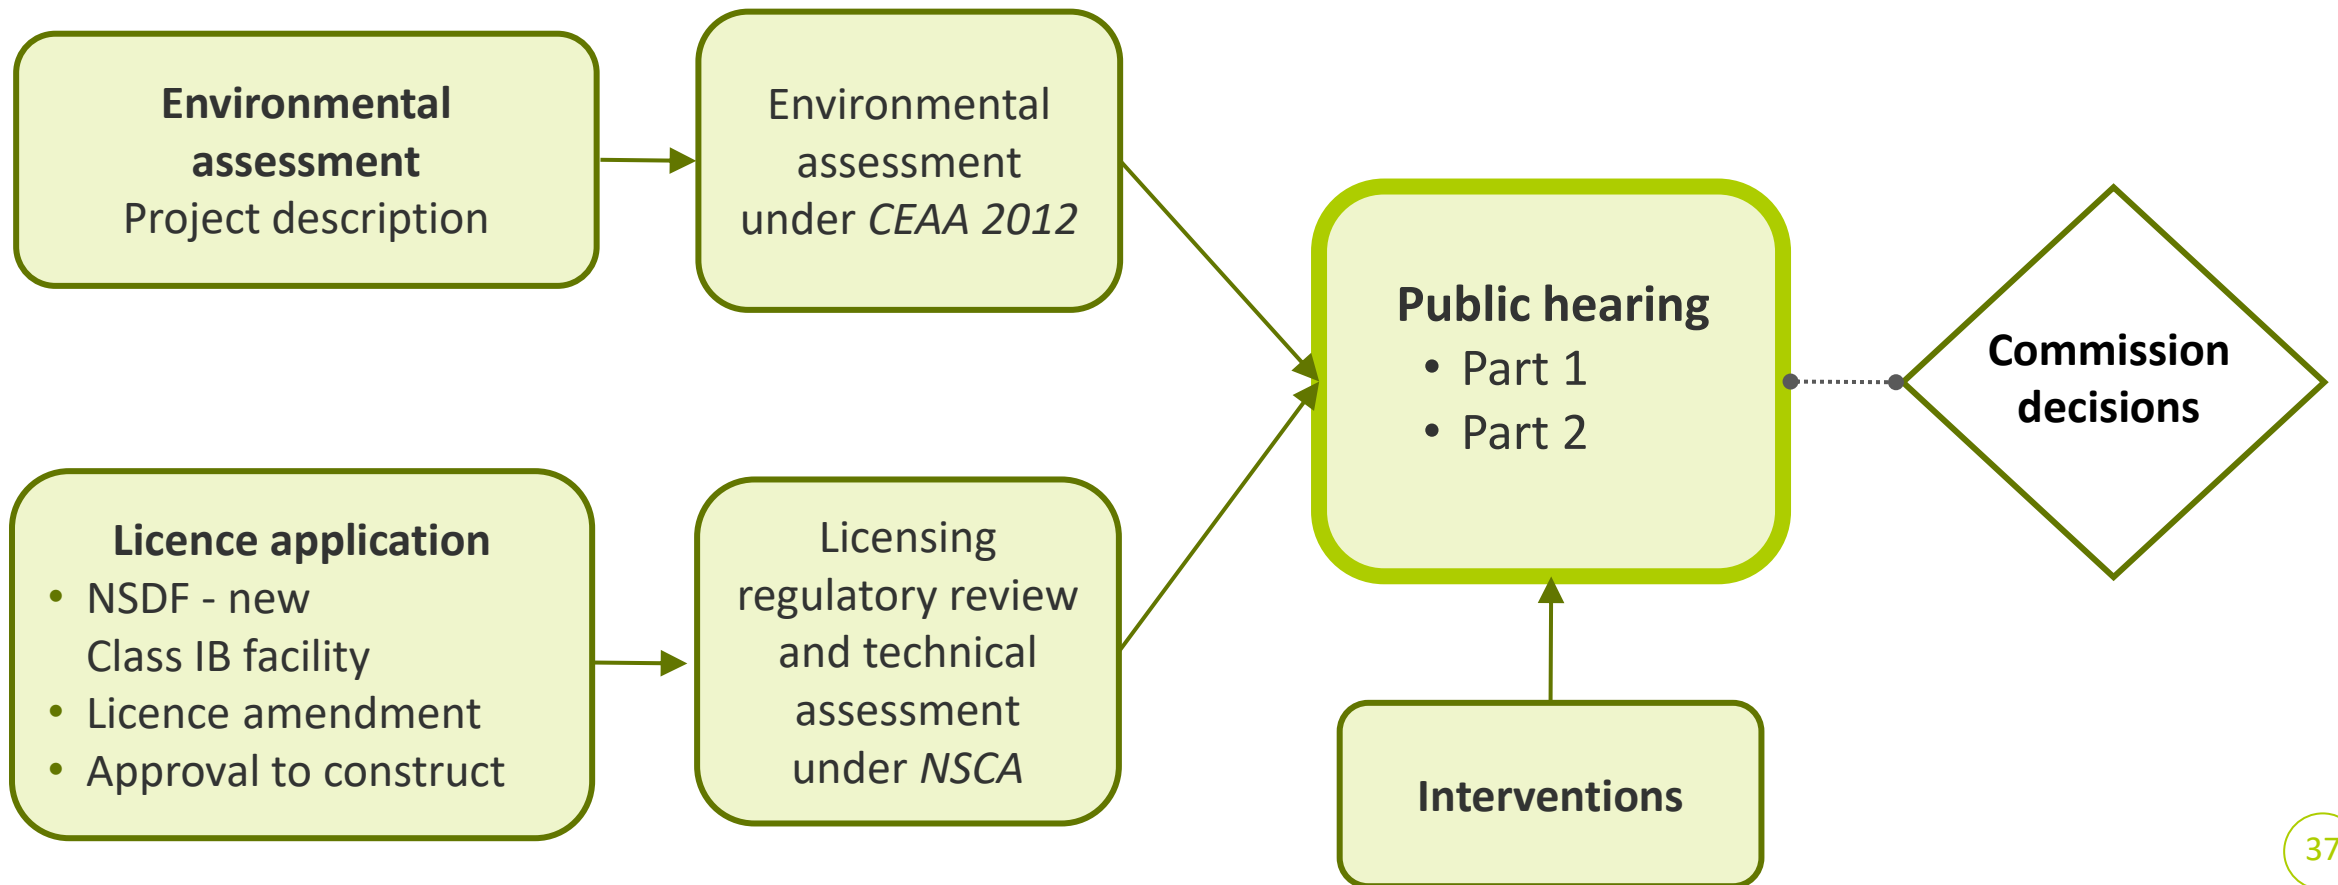 Environmental
assessment
Project description
Environmental
assessment
under CEAA 2012
Licence application
• NSDF - new
Class IB facility
• Licence amendment
• Approval to construct
Licensing
regulatory review
and technical
assessment
under NSCA
Public hearing
• Part 1
• Part 2
Interventions
Commission
decisions
37